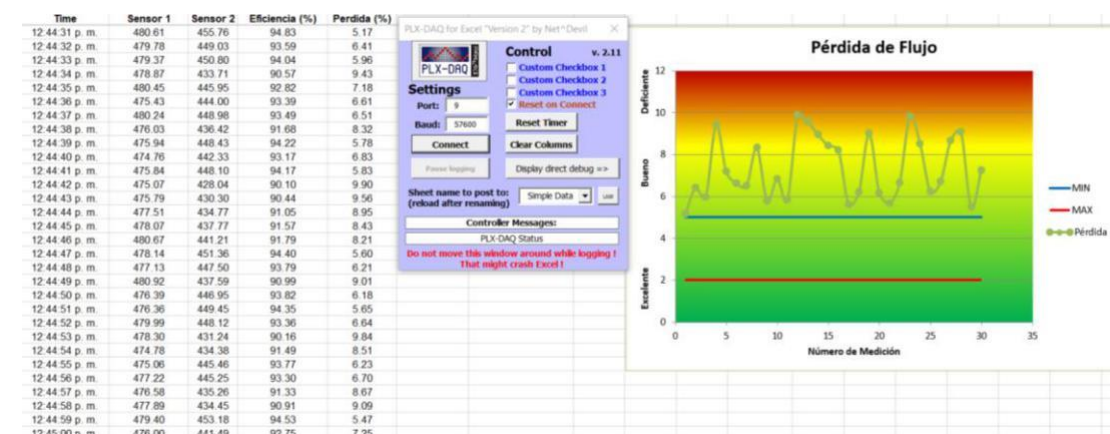 Time Sensor 1 Sensor 2 Eficiencia (%) Perdida (%)
12:44:31 p. m. 480.61 455.76 94.83 5.17
12:44:32 p. m. 479.78 449.03 93.59 6.41
12:44:33 p. m. 479.37 450.80 94.04 5.96
12:44:34 p. m. 478.87 433.71 90.57 9.43
12:44:35 p. m. 480.45 445.95 92.82 7.18
12:44:36 p. m. 475.43 444.00 93.39 6.61
12:44:37 p. m. 480.24 448.98 93.49 6.51
12:44:38 p. m. 476.03 436.42 91.68 8.32
12:44:39 p. m. 475.94 448.43 94.22 5.78
12:44:40 p. m. 474.76 442.33 93.17 6.83
12:44:41 p. m. 475.84 448.10 94.17 5.83
12:44:42 p. m. 475.07 428.04 90.10 9.90
12:44:43 p. m. 475.79 430.30 90.44 9.56
12:44:44 p. m. 477.51 434.77 91.05 8.95
12:44:45 p. m. 478.07 437.77 91.57 8.43
12:44:46 p. m. 480.67 441.21 91.79 8.21
12:44:47 p. m. 478.14 451.36 94.40 5.60
12:44:48 p. m. 477.13 447.50 93.79 6.21
12:44:49 p. m. 480.92 437.59 90.99 9.01
12:44:50 p. m. 476.39 446.95 93.82 6.18
12:44:51 p. m. 476.36 449.45 94.35 5.65
12:44:52 p. m. 479.99 448.12 93.36 6.64
12:44:53 p. m. 478.30 431.24 90.16 9.84
12:44:54 p. m. 474.78 434.38 91.49 8.51
12:44:55 p. m. 475.06 445.46 93.77 6.23
12:44:56 p. m. 477.22 445.25 93.30 6.70
12:44:57 p. m. 476.58 435.26 91.33 8.67
12:44:58 p. m. 477.89 434.45 90.91 9.09
12:44:59 p. m. 479.40 453.18 94.53 5.47
12:45:00 p. m. 476.00 441.49 92.75 7.25
PLX-DAQ for Excel "Version 2" by Net^Devil
PLX-DAQ
Control v. 2.11
Custom Checkbox 1
Custom Checkbox 2
Custom Checkbox 3
Reset on Connect
Settings
Port: 9
Baud: 57600
Reset Timer
Connect
Clear Columns
Pause logging
Display direct debug =>
Sheet name to post to:
(reload after renaming)
Simple Data
Load
Controller Messages:
PLX-DAQ Status
Do not move this window around while logging !
That might crash Excel !
Pérdida de Flujo
Deficiente
Bueno
Excelente
12
10
8
6
4
2
0
0 5 10 15 20 25 30 35
Número de Medición
MIN
MAX
Pérdida